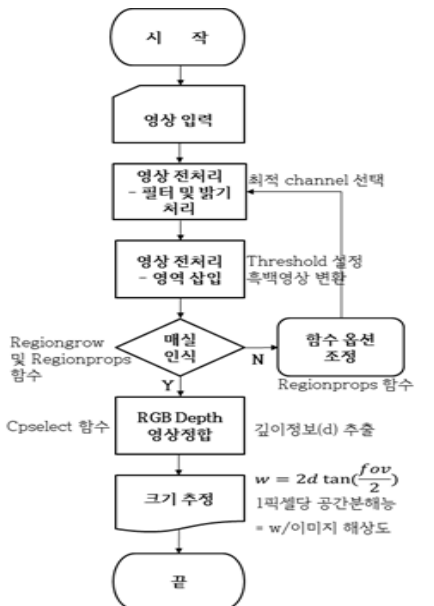 시 작
영상 입력
영상 전처리
- 필터 및 밝기
처리
최적 channel 선택
영상 전처리
- 영역 삽입
Threshold 설정
흑백영상 변환
Regiongrow
및 Regionprops
함수
매실
인식
N
함수 옵션
조정
Regionprops 함수
Y
Cpselect 함수
RGB Depth
영상정합
깊이정보(d) 추출
크기 추정
w = 2d tan(fov/2)
1픽셀당 공간분해능
= w/이미지 해상도
끝